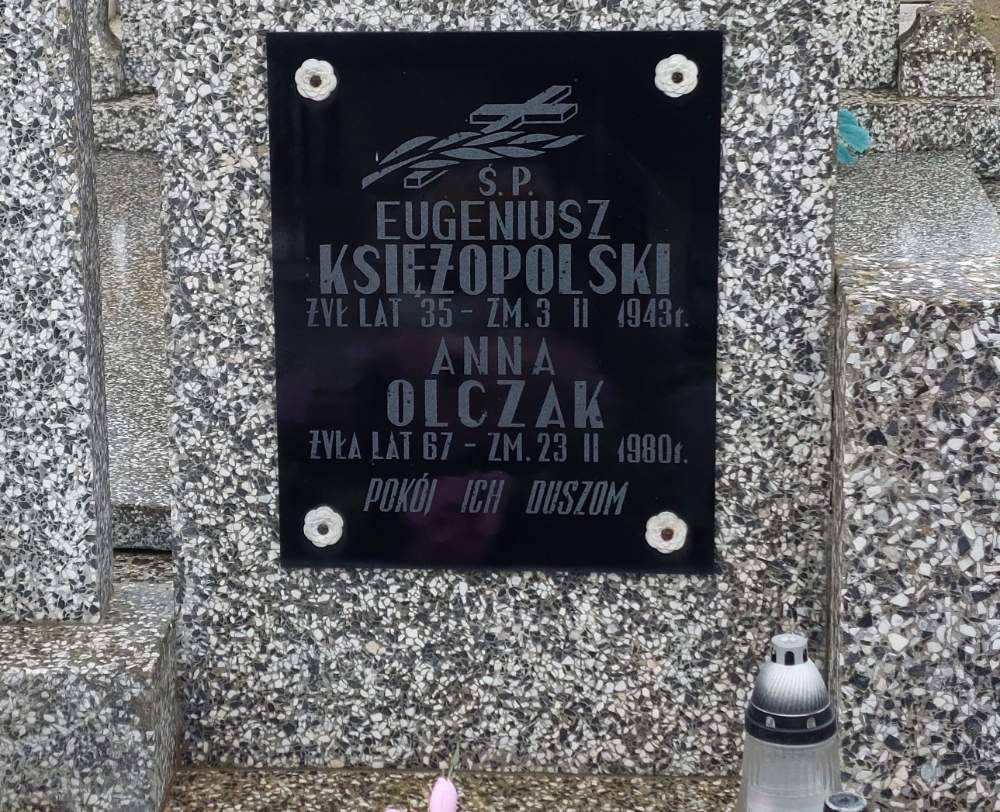 Ś.P.
EUGENIUSZ
KSIĘŻOPOLSKI
ŻYŁ LAT 35 - ZM. 3 II 1943r.
ANNA
OLCZAK
ŻYŁA LAT 67 - ZM. 23 II 1980r.
POKÓJ ICH DUSZOM